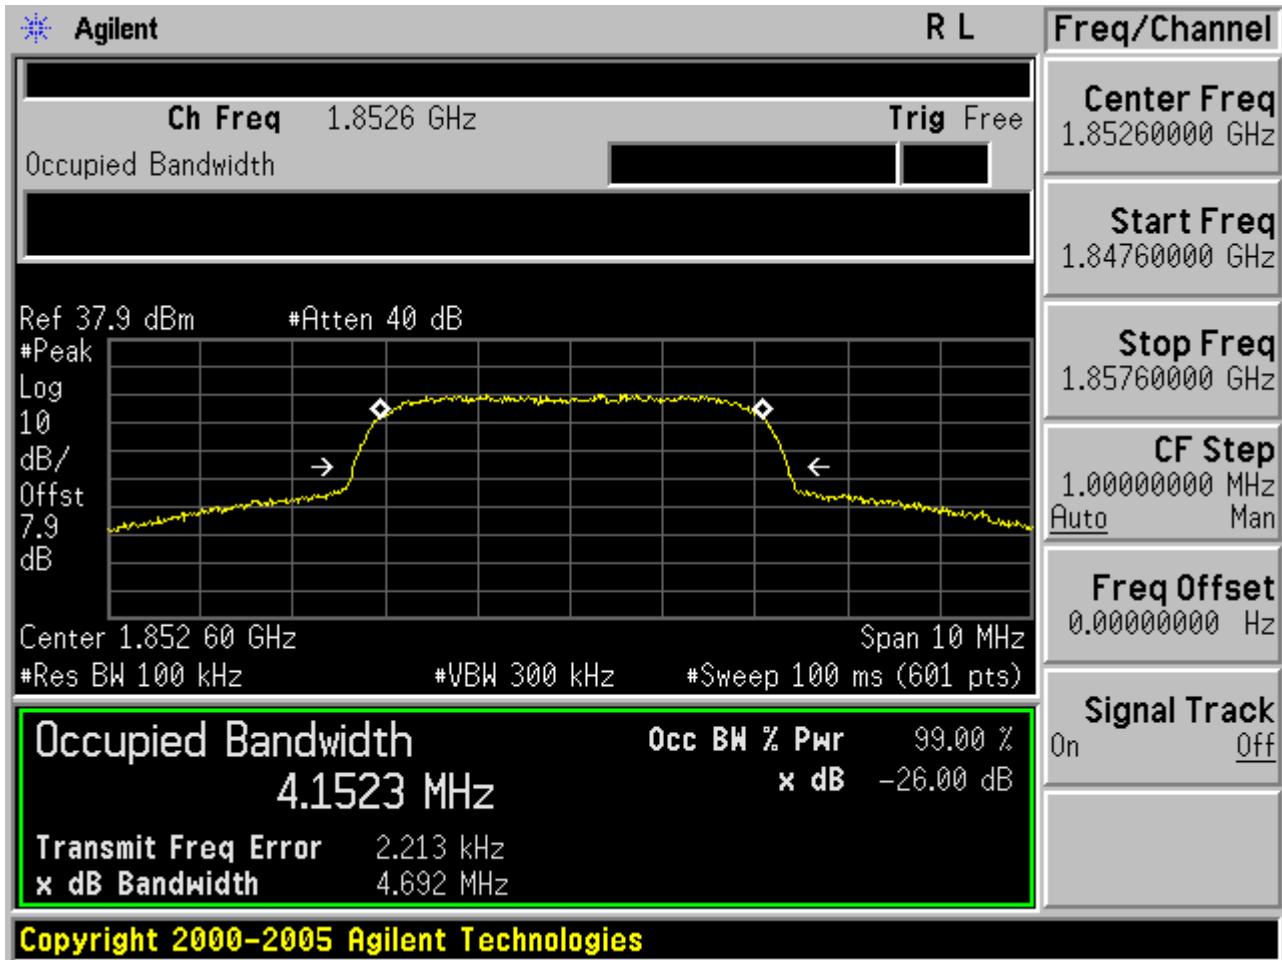 Agilent R L
Ch Freq 1.8526 GHz Trig Free
Occupied Bandwidth
Ref 37.9 dBm #Atten 40 dB
#Peak
Log
10
dB/
Offst
7.9
dB
Center 1.852 60 GHz Span 10 MHz
#Res BW 100 kHz #VBW 300 kHz #Sweep 100 ms (601 pts)
Occupied Bandwidth Occ BW % Pwr 99.00 %
4.1523 MHz x dB -26.00 dB
Transmit Freq Error 2.213 kHz
x dB Bandwidth 4.692 MHz
Copyright 2000-2005 Agilent Technologies
Freq/Channel
Center Freq
1.85260000 GHz
Start Freq
1.84760000 GHz
Stop Freq
1.85760000 GHz
CF Step
1.00000000 MHz
Auto Man
Freq Offset
0.00000000 Hz
Signal Track
On Off